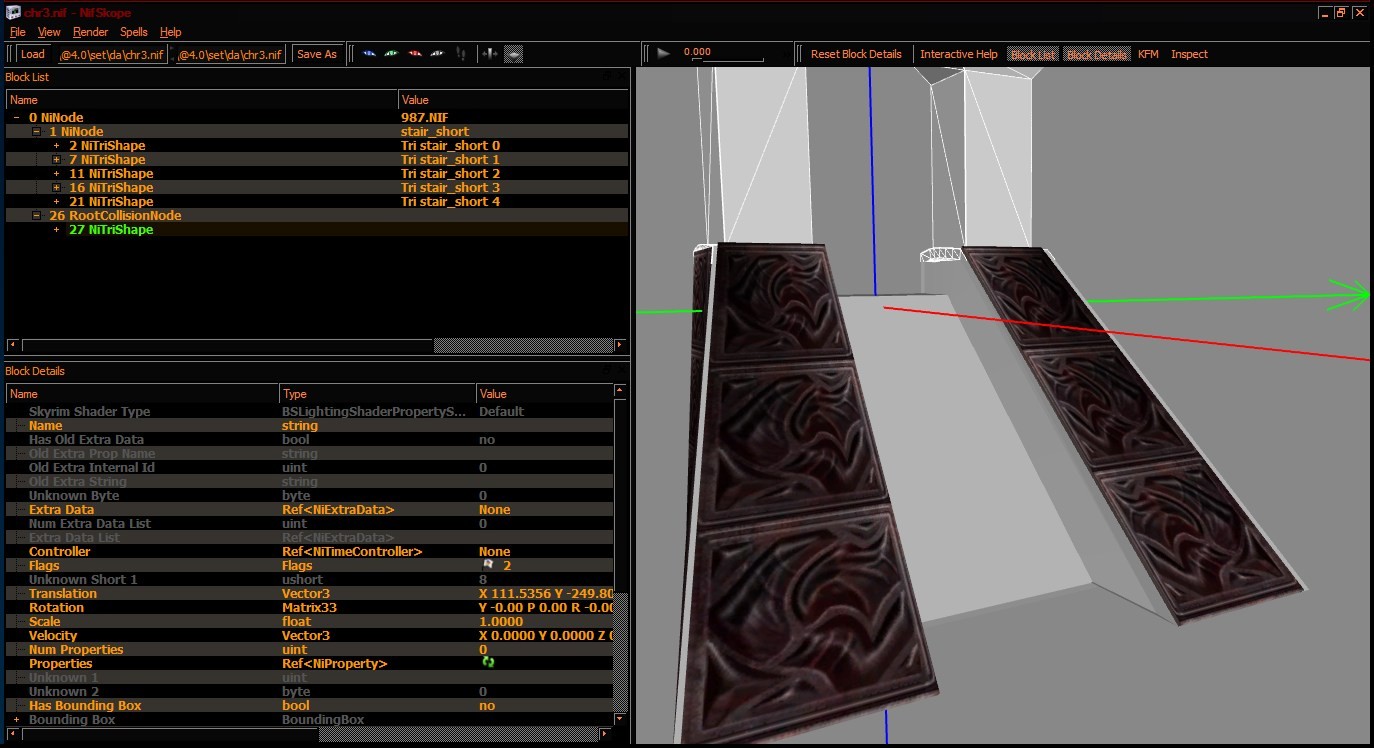 chr3.nif - NifSkope
File View Render Spells Help
Load @4.0\set\da\chr3.nif @4.0\set\da\chr3.nif Save As 0.000 Reset Block Details Interactive Help Block List Block Details KFM Inspect
Block List
Name Value
0 NiNode 987.NIF
1 NiNode stair_short
2 NiTriShape Tri stair_short 0
7 NiTriShape Tri stair_short 1
11 NiTriShape Tri stair_short 2
16 NiTriShape Tri stair_short 3
21 NiTriShape Tri stair_short 4
26 RootCollisionNode
27 NiTriShape
Block Details
Name Type Value
Skyrim Shader Type BSLightingShaderPropertyS... Default
Name string
Has Old Extra Data bool no
Old Extra Prop Name string
Old Extra Internal Id uint 0
Old Extra String string
Unknown Byte byte 0
Extra Data Ref<NiExtraData> None
Num Extra Data List uint 0
Extra Data List Ref<NiExtraData>
Controller Ref<NiTimeController> None
Flags Flags 2
Unknown Short 1 ushort 8
Translation Vector3 X 111.5356 Y -249.80
Rotation Matrix33 Y -0.00 P 0.00 R -0.00
Scale float 1.0000
Velocity Vector3 X 0.0000 Y 0.0000 Z
Num Properties uint 0
Properties Ref<NiProperty>
Unknown 1 uint
Unknown 2 byte 0
Has Bounding Box bool no
Bounding Box BoundingBox